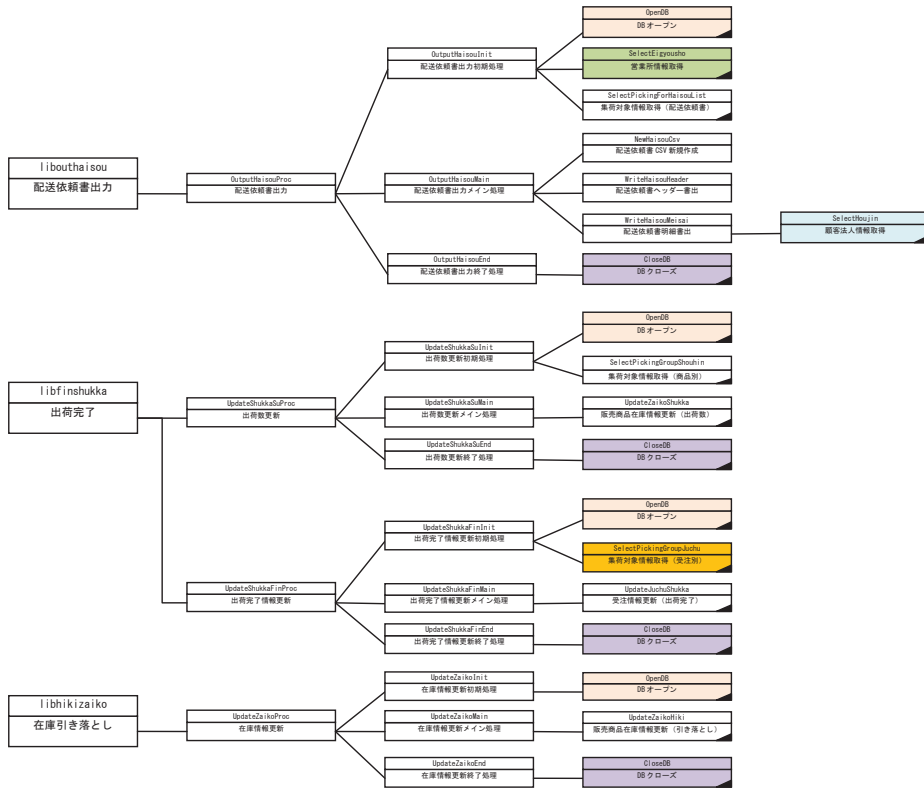 libouthaisou
配送依頼書出力
OutputHaisouProc
配送依頼書出力
OutputHaisouInit
配送依頼書出力初期処理
OpenDB
DBオープン
SelectEigyousho
営業所情報取得
SelectPickingForHaisouList
集荷対象情報取得（配送依頼書）
OutputHaisouMain
配送依頼書出力メイン処理
NewHaisouCsv
配送依頼書CSV新規作成
WriteHaisouHeader
配送依頼書ヘッダー書出
WriteHaisouMeisai
配送依頼書明細書出
SelectHoujin
顧客法人情報取得
OutputHaisouEnd
配送依頼書出力終了処理
CloseDB
DBクローズ
libfinshukka
出荷完了
UpdateShukkaSuProc
出荷数更新
UpdateShukkaSuInit
出荷数更新初期処理
OpenDB
DBオープン
SelectPickingGroupShouhin
集荷対象情報取得（商品別）
UpdateShukkaSuMain
出荷数更新メイン処理
UpdateZaikoShukka
販売商品在庫情報更新（出荷数）
UpdateShukkaSuEnd
出荷数更新終了処理
CloseDB
DBクローズ
UpdateShukkaFinProc
出荷完了情報更新
UpdateShukkaFinInit
出荷完了情報更新初期処理
OpenDB
DBオープン
SelectPickingGroupJuchu
集荷対象情報取得（受注別）
UpdateShukkaFinMain
出荷完了情報更新メイン処理
UpdateJuchuShukka
受注情報更新（出荷完了）
UpdateShukkaFinEnd
出荷完了情報更新終了処理
CloseDB
DBクローズ
libhikizaiko
在庫引き落とし
UpdateZaikoProc
在庫情報更新
UpdateZaikoInit
在庫情報更新初期処理
OpenDB
DBオープン
UpdateZaikoMain
在庫情報更新メイン処理
UpdateZaikoHiki
販売商品在庫情報更新（引き落とし）
UpdateZaikoEnd
在庫情報更新終了処理
CloseDB
DBクローズ